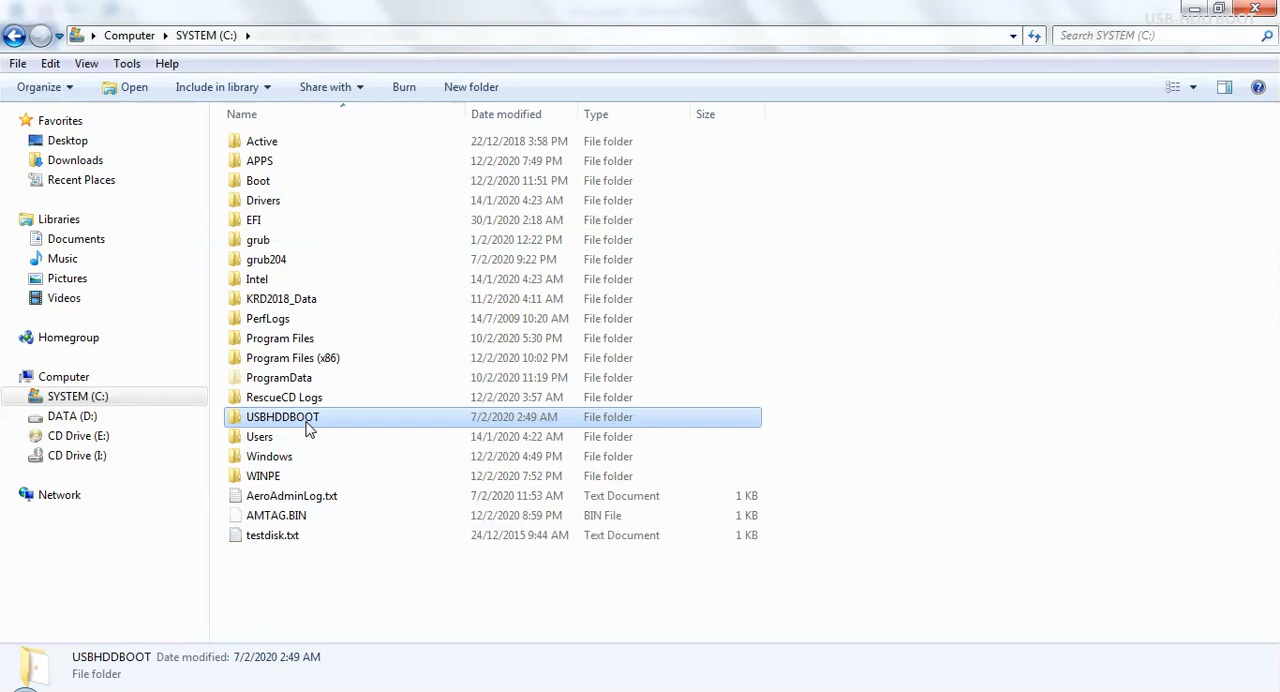 USB-HDD BOOT
Computer SYSTEM (C:) Search SYSTEM (C:)
File Edit View Tools Help
Organize Open Include in library Share with Burn New folder
Name Date modified Type Size
Favorites
Desktop
Downloads
Recent Places
Libraries
Documents
Music
Pictures
Videos
Homegroup
Computer
SYSTEM (C:)
DATA (D:)
CD Drive (E:)
CD Drive (I:)
Network
Active 22/12/2018 3:58 PM File folder
APPS 12/2/2020 7:49 PM File folder
Boot 12/2/2020 11:51 PM File folder
Drivers 14/1/2020 4:23 AM File folder
EFI 30/1/2020 2:18 AM File folder
grub 1/2/2020 12:22 PM File folder
grub204 7/2/2020 9:22 PM File folder
Intel 14/1/2020 4:23 AM File folder
KRD2018_Data 11/2/2020 4:11 AM File folder
PerfLogs 14/7/2009 10:20 AM File folder
Program Files 10/2/2020 5:30 PM File folder
Program Files (x86) 12/2/2020 10:02 PM File folder
ProgramData 10/2/2020 11:19 PM File folder
RescueCD Logs 12/2/2020 3:57 AM File folder
USBHDDBOOT 7/2/2020 2:49 AM File folder
Users 14/1/2020 4:22 AM File folder
Windows 12/2/2020 4:49 PM File folder
WINPE 12/2/2020 7:52 PM File folder
AeroAdminLog.txt 7/2/2020 11:53 AM Text Document 1 KB
AMTAG.BIN 12/2/2020 8:59 PM BIN File 1 KB
testdisk.txt 24/12/2015 9:44 AM Text Document 1 KB
USBHDDBOOT Date modified: 7/2/2020 2:49 AM
File folder